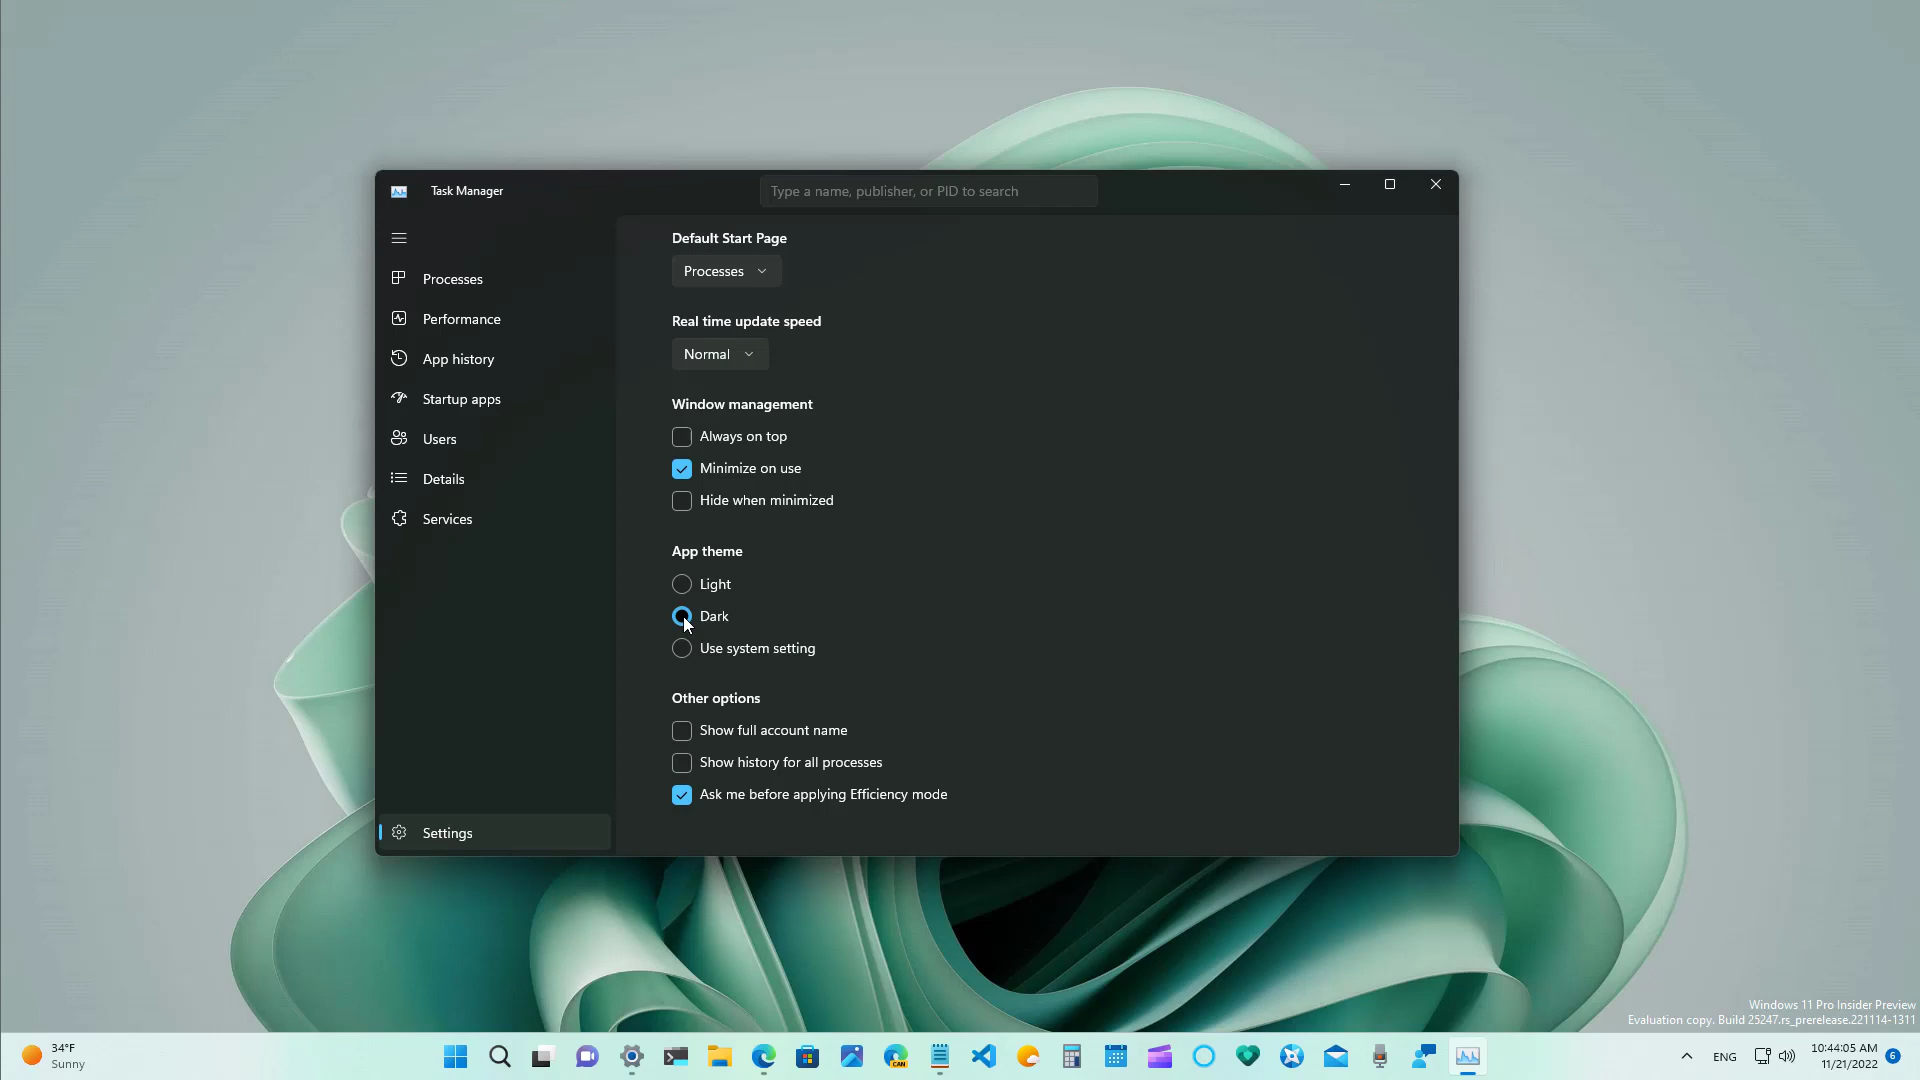 Task Manager
Type a name, publisher, or PID to search
Processes
Performance
App history
Startup apps
Users
Details
Services
Settings
Default Start Page
Processes
Real time update speed
Normal
Window management
Always on top
Minimize on use
Hide when minimized
App theme
Light
Dark
Use system setting
Other options
Show full account name
Show history for all processes
Ask me before applying Efficiency mode
Windows 11 Pro Insider Preview
Evaluation copy. Build 25247.rs_prerelease.221114-1311
34°F
Sunny
CAN
ENG
10:44:05 AM
11/21/2022
6